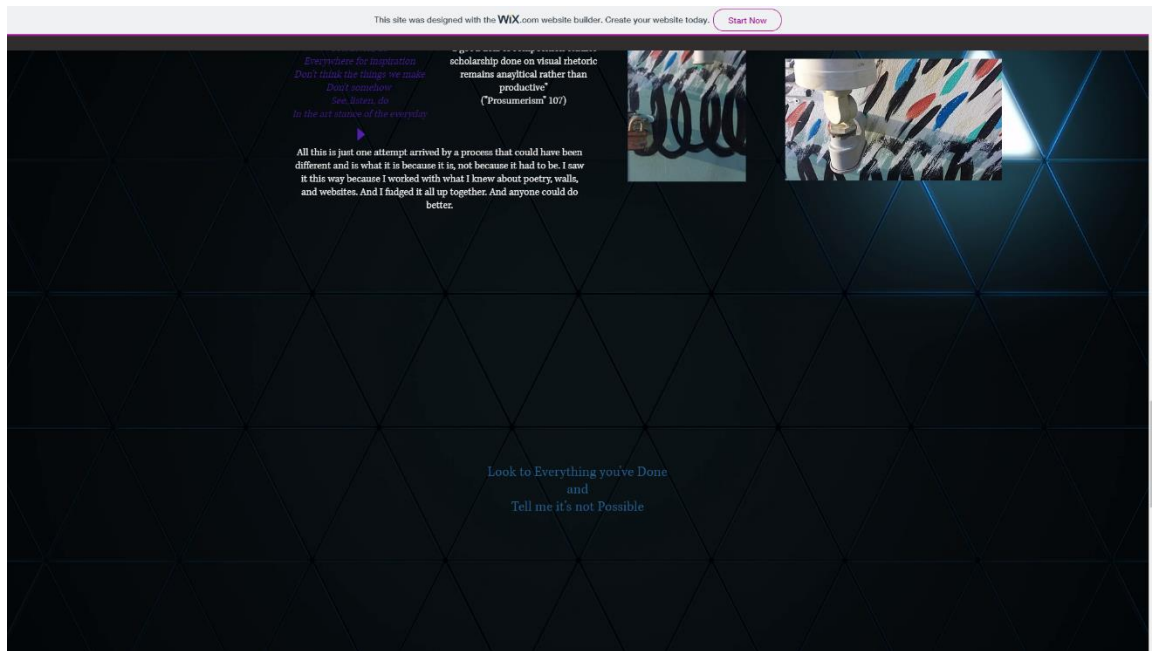 This site was designed with the WiX.com website builder. Create your website today. Start Now
Everywhere for inspiration
Don't think the things we make
Don't somehow
See, listen, do
In the art stance of the everyday
scholarship done on visual rhetoric
remains anayltical rather than
productive"
("Prosumerism" 107)
All this is just one attempt arrived by a process that could have been
different and is what it is because it is, not because it had to be. I saw
it this way because I worked with what I knew about poetry, walls,
and websites. And I fudged it all up together. And anyone could do
better.
Look to Everything you've Done
and
Tell me it's not Possible